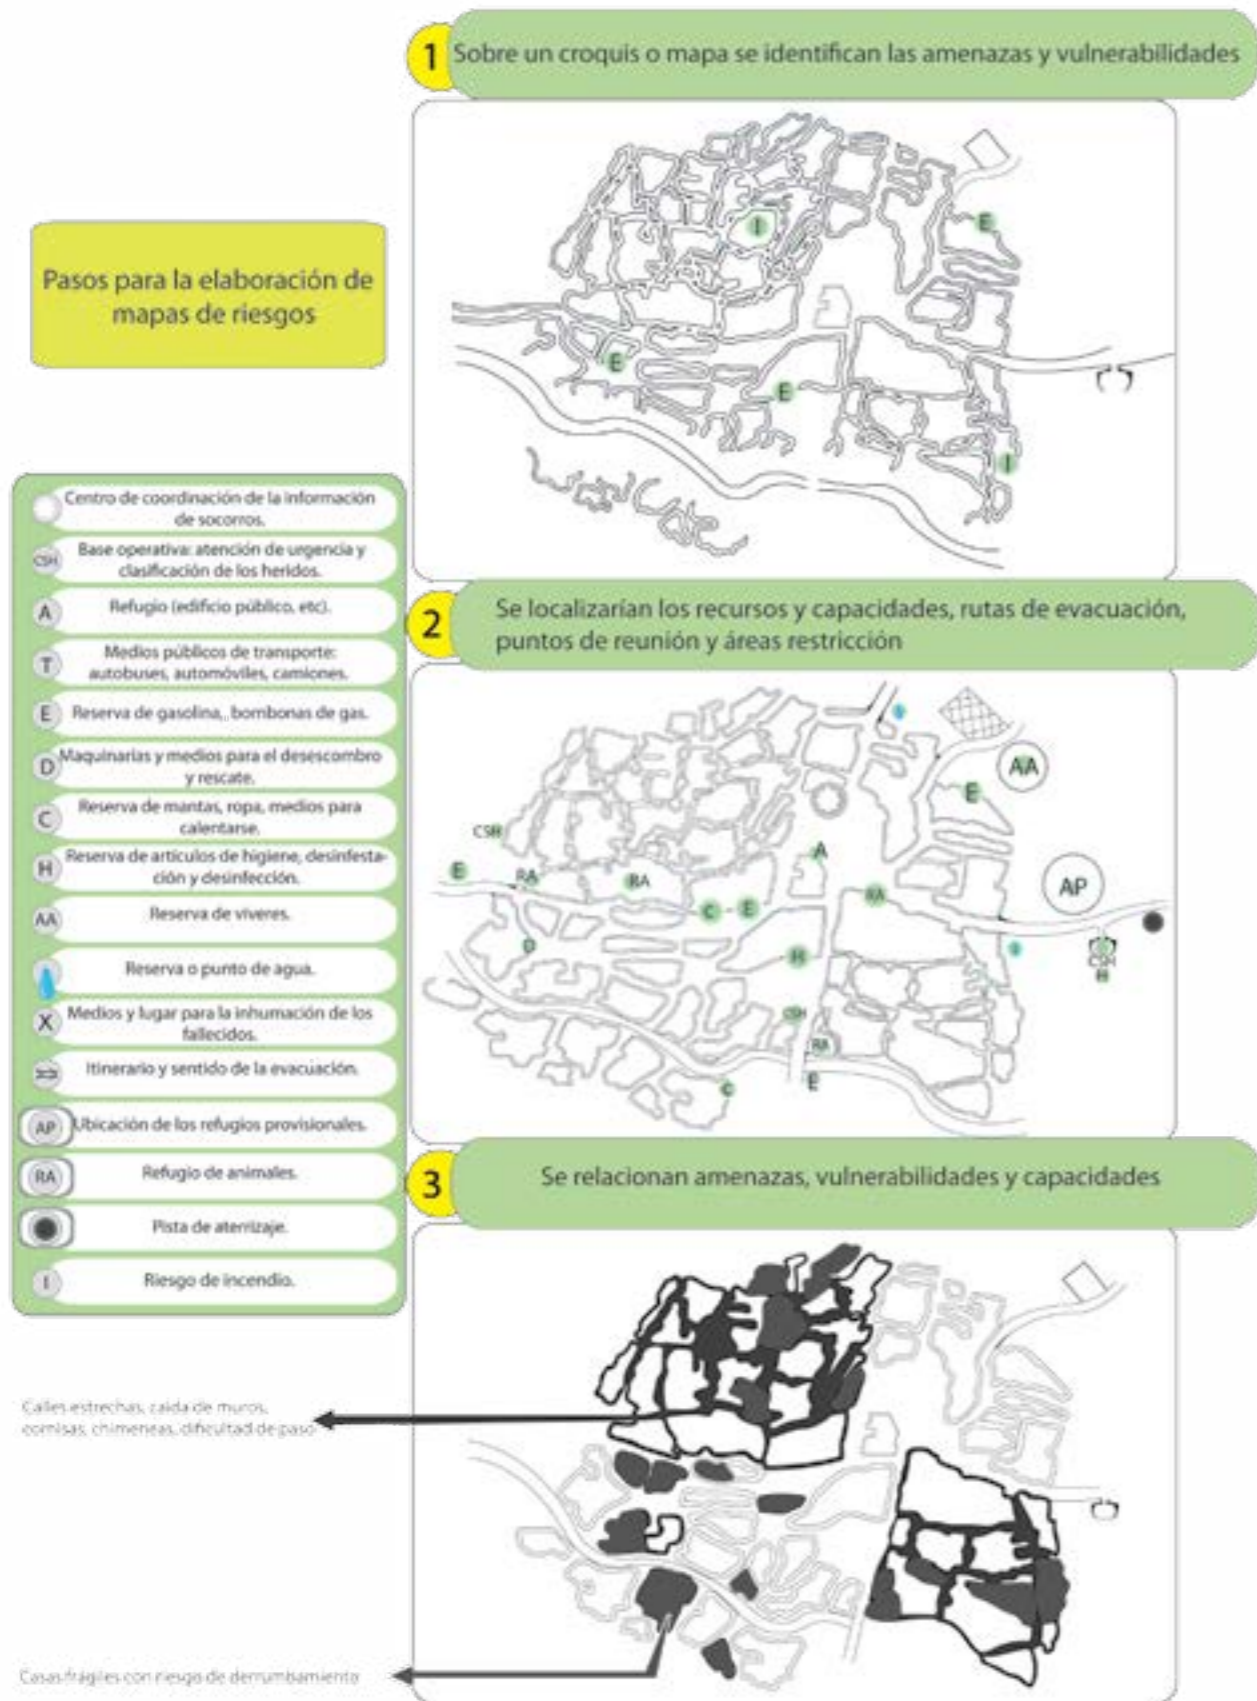 1
Sobre un croquis o mapa se identifican las amenazas y vulnerabilidades
I
E
E
E
I
Pasos para la elaboración de
mapas de riesgos
Centro de coordinación de la información
de socorros.
CSH
Base operativa: atención de urgencia y
clasificación de los heridos.
A
Refugio (edificio público, etc).
T
Medios públicos de transporte:
autobuses, automóviles, camiones.
E
Reserva de gasolina,, bombonas de gas.
D
Maquinarias y medios para el desescombro
y rescate.
C
Reserva de mantas, ropa, medios para
calentarse.
H
Reserva de artículos de higiene, desinfesta-
ción y desinfección.
AA
Reserva de víveres.
Reserva o punto de agua.
X
Medios y lugar para la inhumación de los
fallecidos.
Itinerario y sentido de la evacuación.
AP
Ubicación de los refugios provisionales.
RA
Refugio de animales.
Pista de aterrizaje.
I
Riesgo de incendio.
2
Se localizarían los recursos y capacidades, rutas de evacuación,
puntos de reunión y áreas restricción
AA
E
CSH
A
E
RA
RA
AP
C
E
RA
D
H
CSH
H
CSH
RA
E
C
3
Se relacionan amenazas, vulnerabilidades y capacidades
Calles estrechas, caida de muros,
cornisas, chimeneas, dificultad de paso
Casas frágiles con riesgo de derrumbamiento